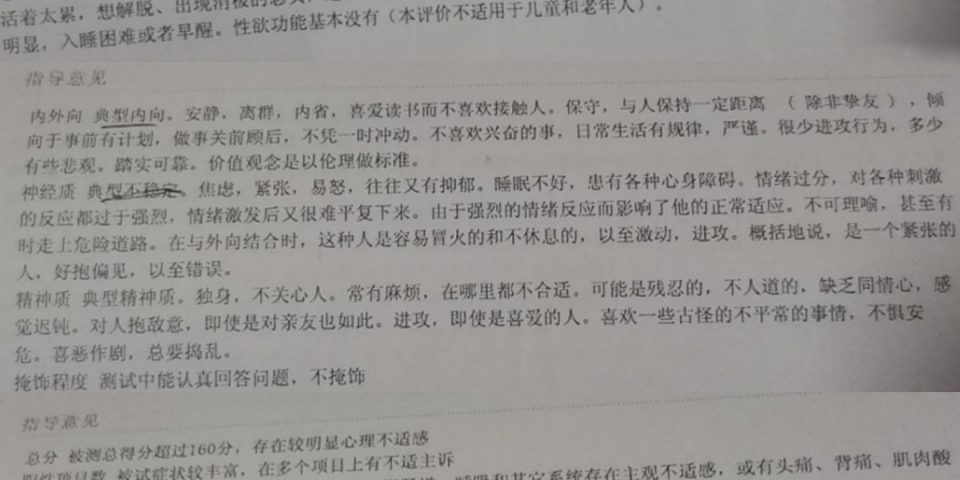 活着太累，想解脱、出现消极的
明显，入睡困难或者早醒。性欲功能基本没有（本评价不适用于儿童和老年人）。
指导意见
内外向 典型内向。安静，离群，内省，喜爱读书而不喜欢接触人。保守，与人保持一定距离 （ 除非挚友 ），倾
向于事前有计划，做事关前顾后，不凭一时冲动。不喜欢兴奋的事，日常生活有规律，严谨。很少进攻行为，多少
有些悲观。踏实可靠。价值观念是以伦理做标准。
神经质 典型不稳定。焦虑，紧张，易怒，往往又有抑郁。睡眠不好，患有各种心身障碍。情绪过分，对各种刺激
的反应都过于强烈，情绪激发后又很难平复下来。由于强烈的情绪反应而影响了他的正常适应。不可理喻，甚至有
时走上危险道路。在与外向结合时，这种人是容易冒火的和不休息的，以至激动，进攻。概括地说，是一个紧张的
人，好抱偏见，以至错误。
精神质 典型精神质。独身，不关心人。常有麻烦，在哪里都不合适。可能是残忍的，不人道的，缺乏同情心，感
觉迟钝。对人抱敌意，即使是对亲友也如此。进攻，即使是喜爱的人。喜欢一些古怪的不平常的事情，不惧安
危。喜恶作剧，总要捣乱。
掩饰程度 测试中能认真回答问题，不掩饰
指导意见
总分 被测总得分超过160分，存在较明显心理不适感
阳性项目数 被试症状较丰富，在多个项目上有不适主诉
和其它系统存在主观不适感，或有头痛、背痛、肌肉酸